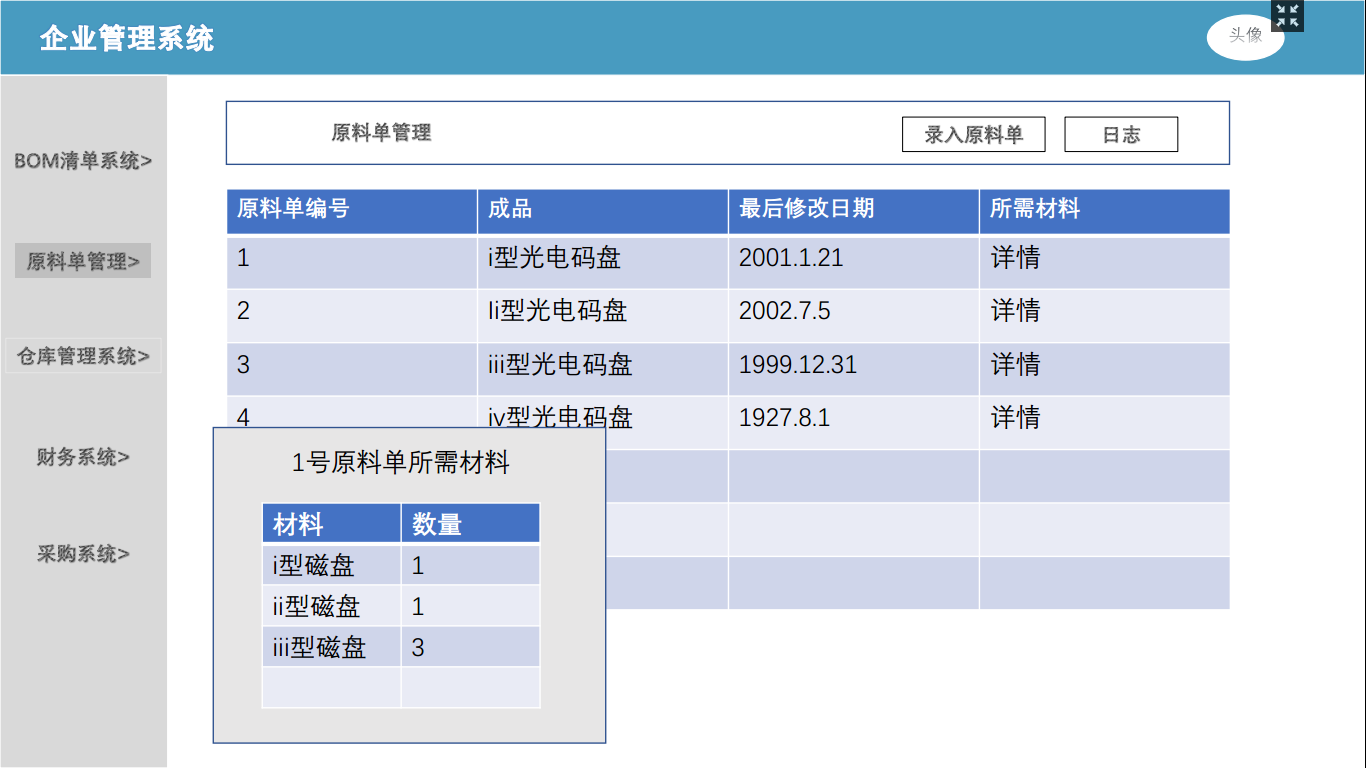 企业管理系统
头像
BOM清单系统>
原料单管理>
仓库管理系统>
财务系统>
采购系统>
原料单管理 录入原料单 日志
原料单编号 成品 最后修改日期 所需材料
1 i型光电码盘 2001.1.21 详情
2 Ii型光电码盘 2002.7.5 详情
3 iii型光电码盘 1999.12.31 详情
4 iv型光电码盘 1927.8.1 详情
1号原料单所需材料
材料 数量
i型磁盘 1
ii型磁盘 1
iii型磁盘 3